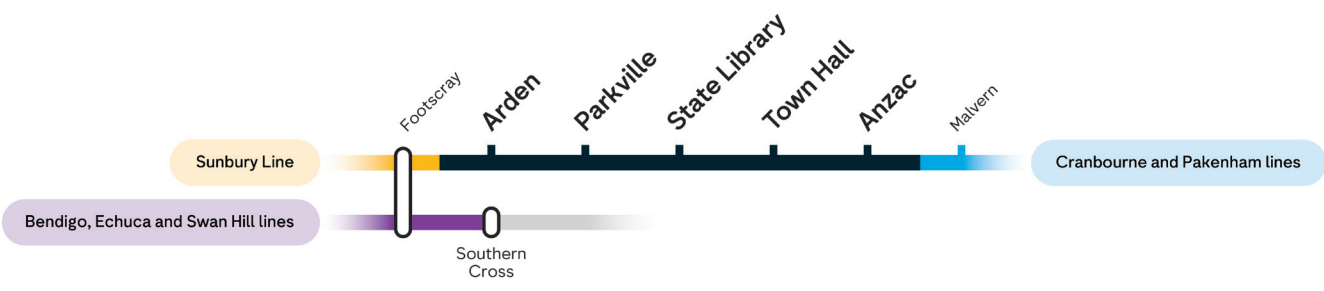 Footscray
Arden
Parkville
State Library
Town Hall
Anzac
Malvern
Sunbury Line
Cranbourne and Pakenham lines
Bendigo, Echuca and Swan Hill lines
Southern
Cross